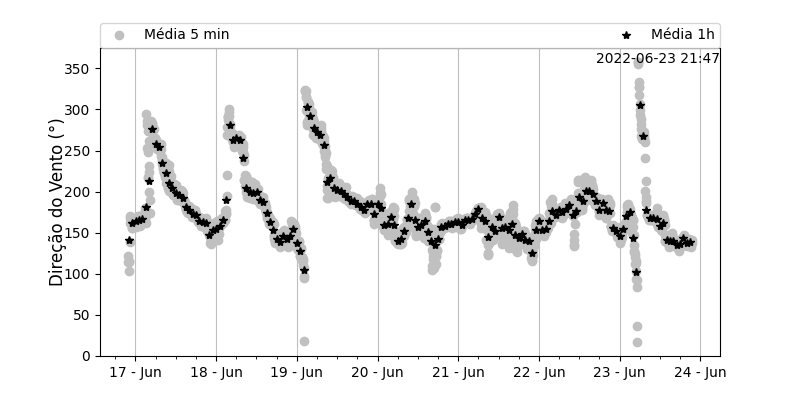 Média 5 min
Média 1h
2022-06-23 21:47
Direção do Vento (°)
350
300
250
200
150
100
50
0
17 - Jun
18 - Jun
19 - Jun
20 - Jun
21 - Jun
22 - Jun
23 - Jun
24 - Jun